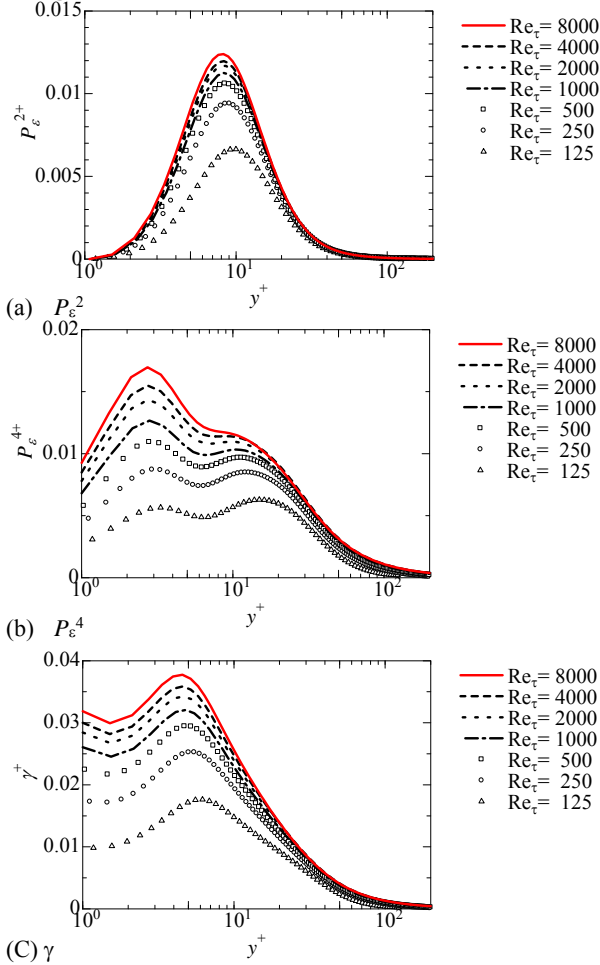 0.015
0.01
0.005
0
P_ε^{2+}
10^0 10^1 10^2
y^+
Re_τ= 8000
Re_τ= 4000
Re_τ= 2000
Re_τ= 1000
Re_τ= 500
Re_τ= 250
Re_τ= 125
(a) P_ε^2
0.02
0.01
0
P_ε^{4+}
10^0 10^1 10^2
y^+
Re_τ= 8000
Re_τ= 4000
Re_τ= 2000
Re_τ= 1000
Re_τ= 500
Re_τ= 250
Re_τ= 125
(b) P_ε^4
0.04
0.03
0.02
0.01
0
γ^+
10^0 10^1 10^2
y^+
Re_τ= 8000
Re_τ= 4000
Re_τ= 2000
Re_τ= 1000
Re_τ= 500
Re_τ= 250
Re_τ= 125
(C) γ